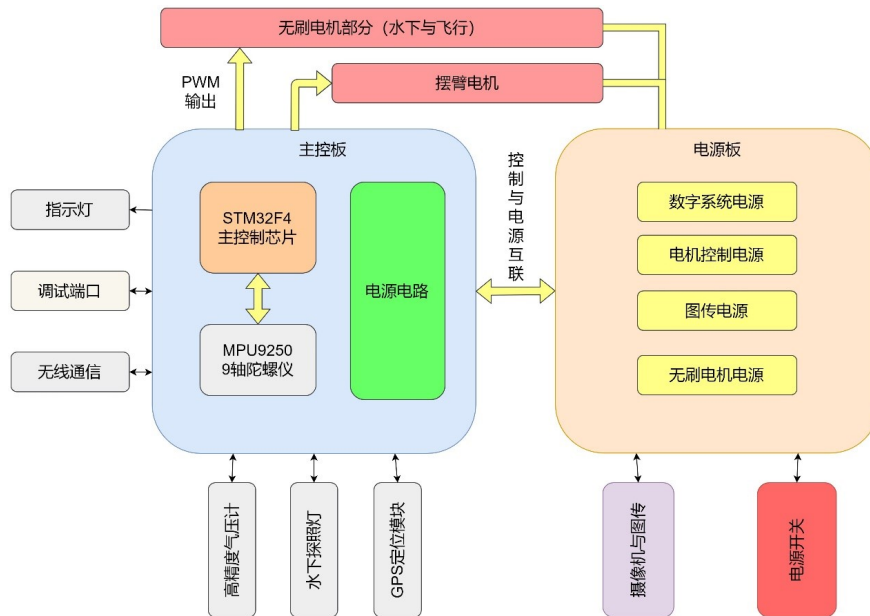 无刷电机部分（水下与飞行）
PWM
输出
摆臂电机
主控板
电源板
控制与电源互联
指示灯
调试端口
无线通信
STM32F4
主控制芯片
MPU9250
9轴陀螺仪
电源电路
数字系统电源
电机控制电源
图传电源
无刷电机电源
高精度气压计
水下探照灯
GPS定位模块
摄像机与图传
电源开关